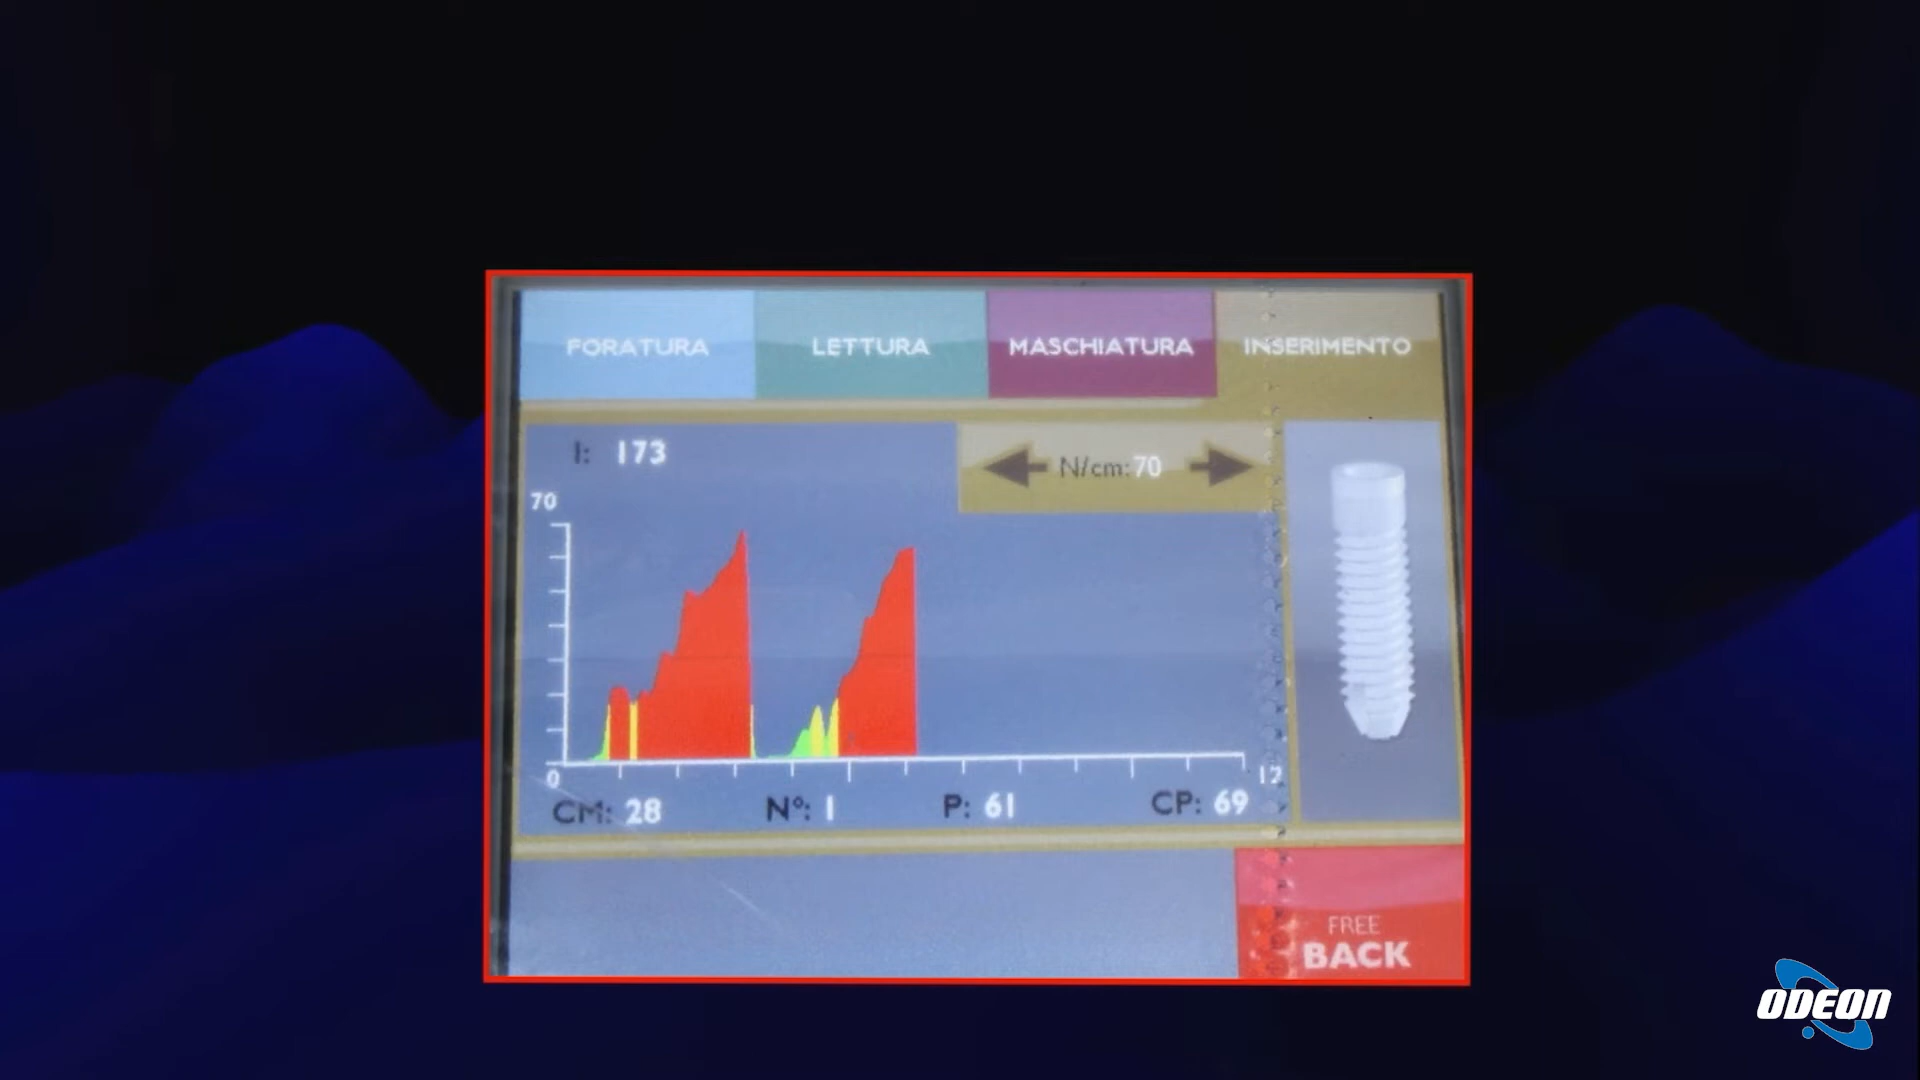 FORATURA
LETTURA
MASCHIATURA
INSERIMENTO
I: 173
N/cm: 70
70
0
12
CM: 28
N°: 1
P: 61
CP: 69
FREE
BACK
ODEON